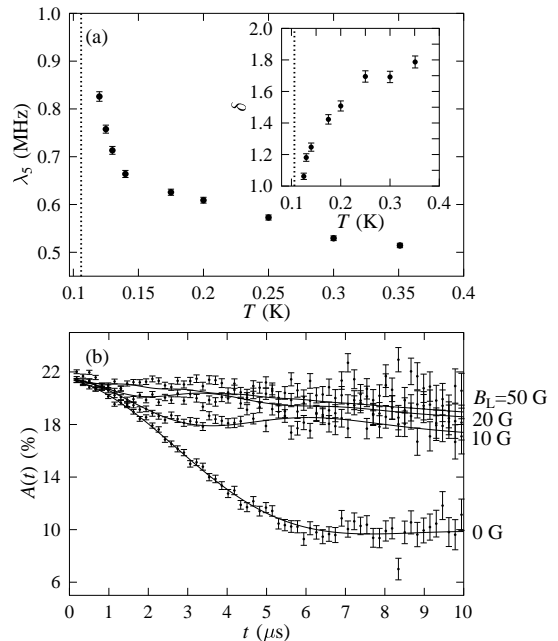 (a)
λ5 (MHz)
1.0
0.9
0.8
0.7
0.6
0.5
0.1 0.15 0.2 0.25 0.3 0.35 0.4
T (K)
δ
2.0
1.8
1.6
1.4
1.2
1.0
0.1 0.2 0.3 0.4
T (K)
(b)
A(t) (%)
22
18
14
10
6
BL=50 G
20 G
10 G
0 G
0 1 2 3 4 5 6 7 8 9 10
t (μs)